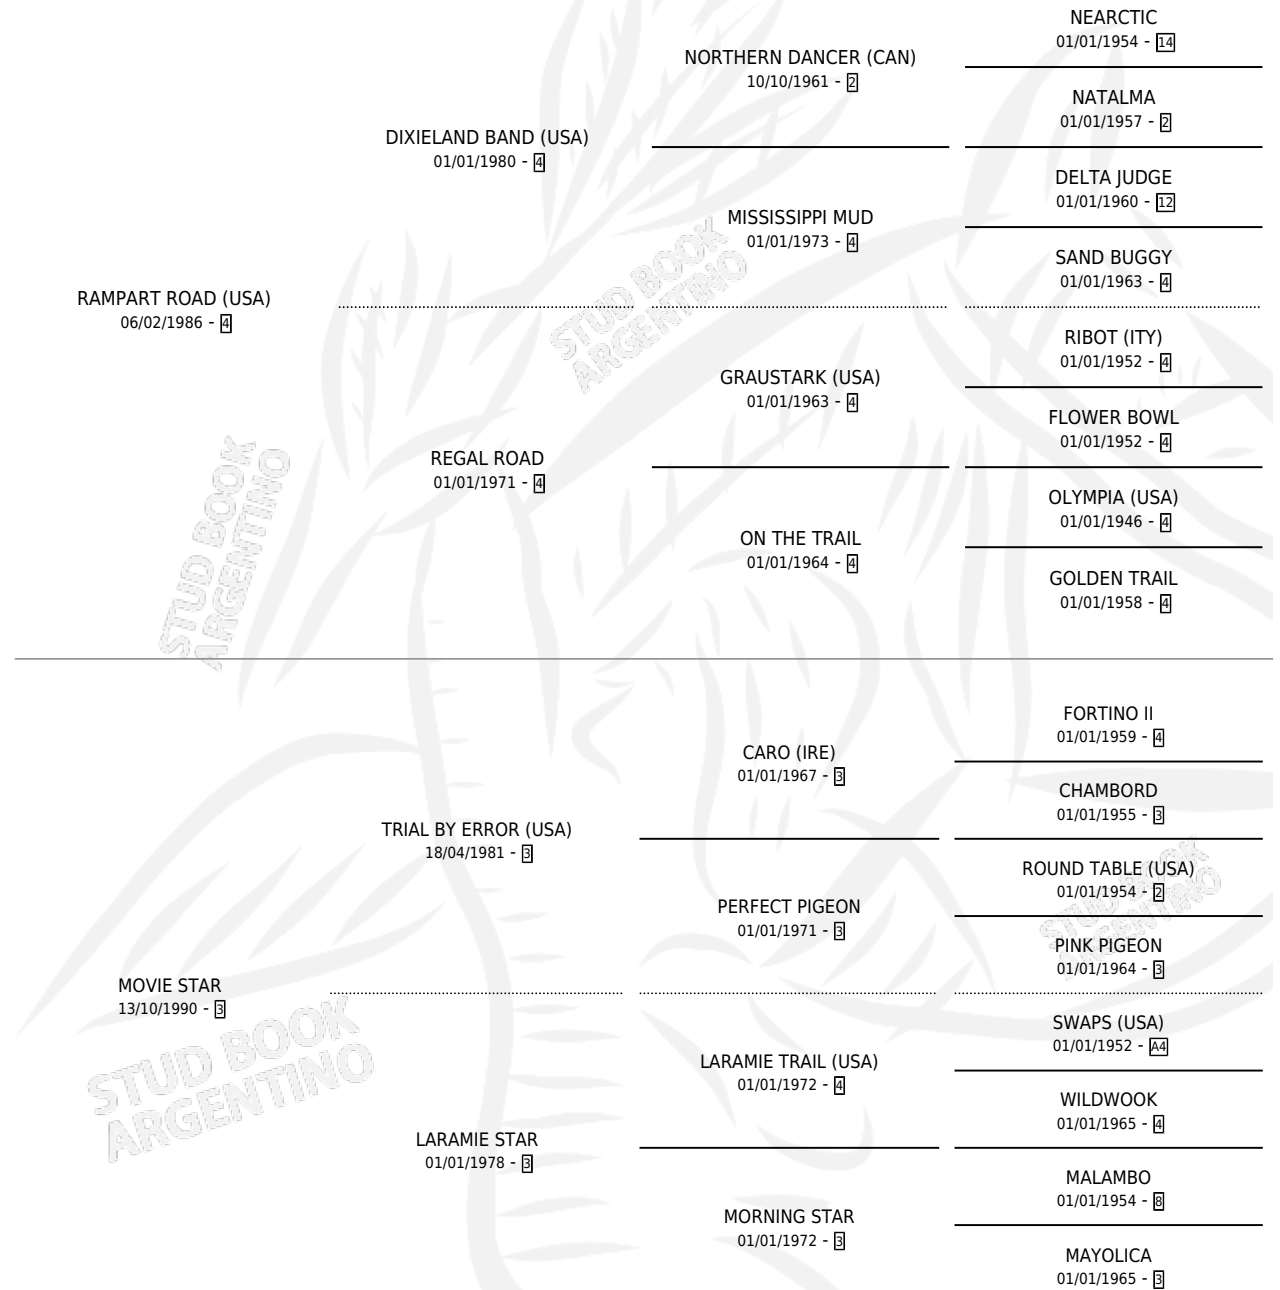 NEARCTIC
01/01/1954 - 14
NORTHERN DANCER (CAN)
10/10/1961 - 2
NATALMA
01/01/1957 - 2
DIXIELAND BAND (USA)
01/01/1980 - 4
DELTA JUDGE
01/01/1960 - 12
MISSISSIPPI MUD
01/01/1973 - 4
SAND BUGGY
01/01/1963 - 4
RAMPART ROAD (USA)
06/02/1986 - 4
RIBOT (ITY)
01/01/1952 - 4
GRAUSTARK (USA)
01/01/1963 - 4
FLOWER BOWL
01/01/1952 - 4
REGAL ROAD
01/01/1971 - 4
OLYMPIA (USA)
01/01/1946 - 4
ON THE TRAIL
01/01/1964 - 4
GOLDEN TRAIL
01/01/1958 - 4
FORTINO II
01/01/1959 - 4
CARO (IRE)
01/01/1967 - 3
CHAMBORD
01/01/1955 - 3
TRIAL BY ERROR (USA)
18/04/1981 - 3
ROUND TABLE (USA)
01/01/1954 - 2
PERFECT PIGEON
01/01/1971 - 3
PINK PIGEON
01/01/1964 - 3
MOVIE STAR
13/10/1990 - 3
SWAPS (USA)
01/01/1952 - A4
LARAMIE TRAIL (USA)
01/01/1972 - 4
WILDWOOK
01/01/1965 - 4
LARAMIE STAR
01/01/1978 - 3
MALAMBO
01/01/1954 - 8
MORNING STAR
01/01/1972 - 3
MAYOLICA
01/01/1965 - 3
STUD BOOK
ARGENTINO
STUD BOOK
ARGENTINO
STUD BOOK
ARGENTINO
STUD BOOK
ARGENTINO